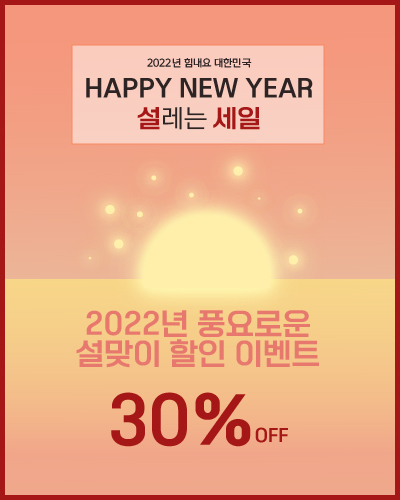 2022년 힘내요 대한민국
HAPPY NEW YEAR
설레는 세일
2022년 풍요로운
설맞이 할인 이벤트
30% OFF